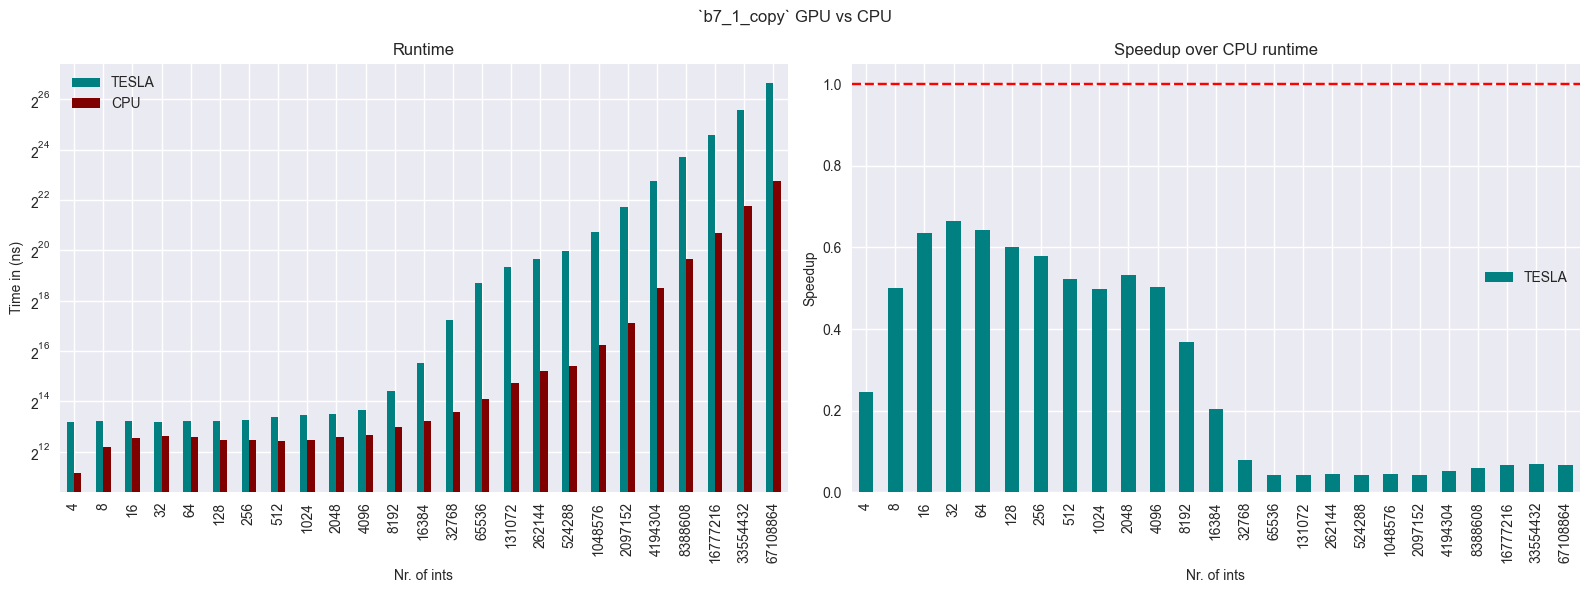 `b7_1_copy` GPU vs CPU
Runtime
TESLA
CPU
2^26
2^24
2^22
2^20
2^18
2^16
2^14
2^12
Time in (ns)
4 8 16 32 64 128 256 512 1024 2048 4096 8192 16384 32768 65536 131072 262144 524288 1048576 2097152 4194304 8388608 16777216 33554432 67108864
Nr. of ints
Speedup over CPU runtime
1.0
0.8
0.6
0.4
0.2
0.0
Speedup
TESLA
4 8 16 32 64 128 256 512 1024 2048 4096 8192 16384 32768 65536 131072 262144 524288 1048576 2097152 4194304 8388608 16777216 33554432 67108864
Nr. of ints